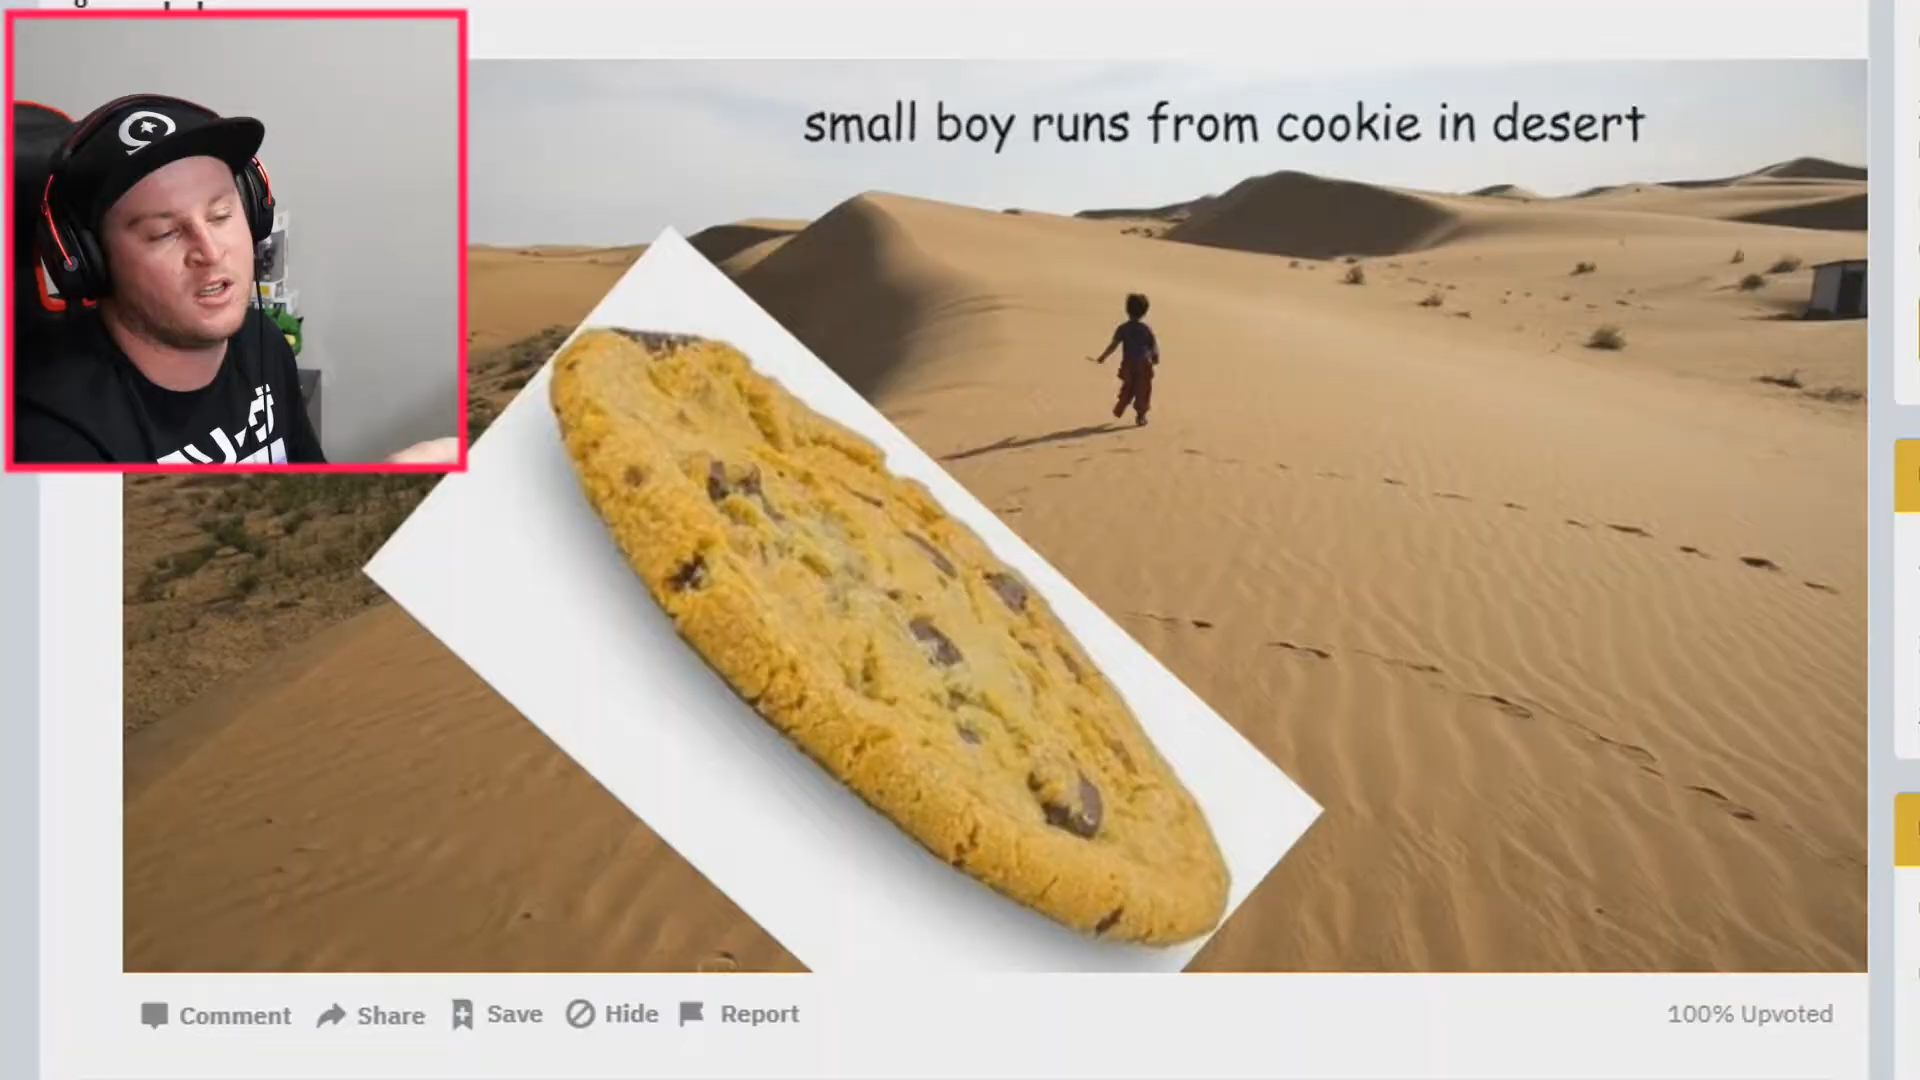 small boy runs from cookie in desert
Comment Share Save Hide Report
100% Upvoted